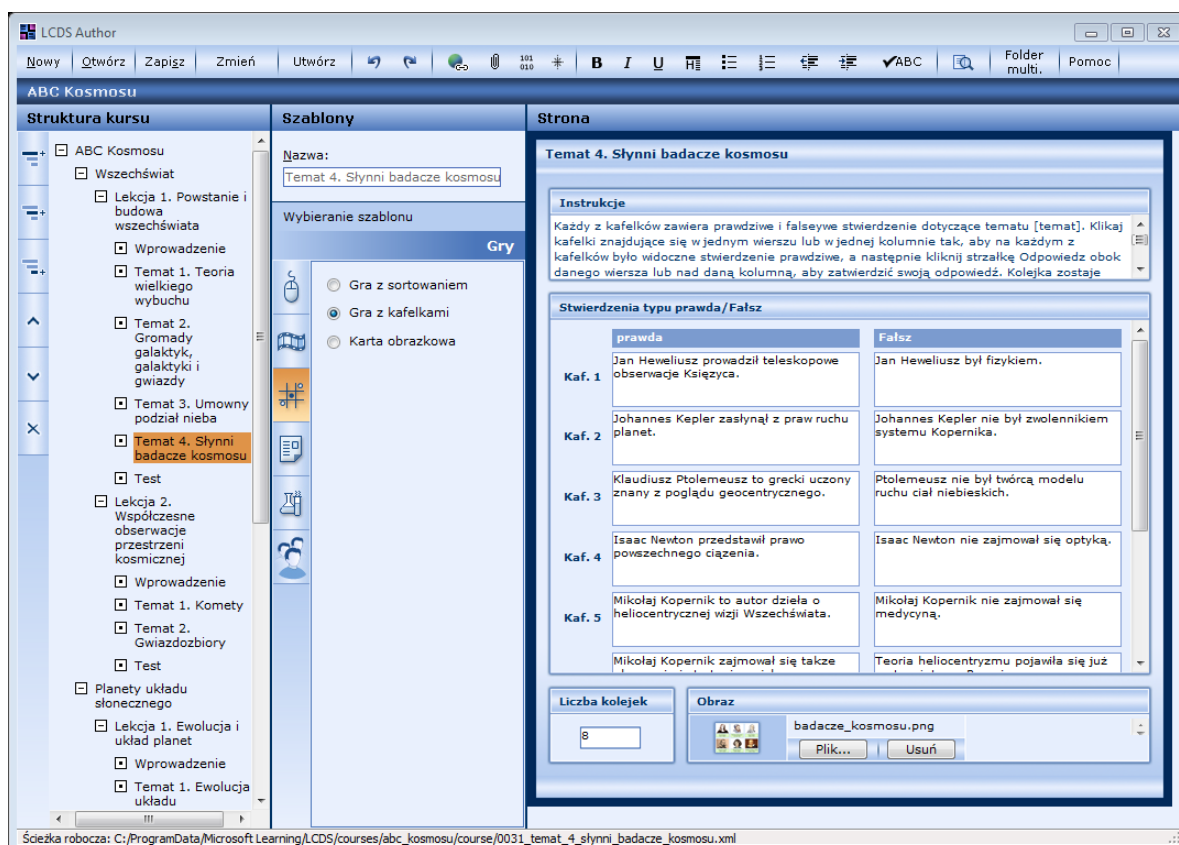 LCDS Author
Nowy Otwórz Zapisz Zmień Utwórz 101 010 B I U ABC Folder multi. Pomoc
ABC Kosmosu
Struktura kursu
ABC Kosmosu
Wszechświat
Lekcja 1. Powstanie i
budowa
wszechświata
Wprowadzenie
Temat 1. Teoria
wielkiego
wybuchu
Temat 2.
Gromady
galaktyk,
galaktyki i
gwiazdy
Temat 3. Umowny
podział nieba
Temat 4. Słynni
badacze kosmosu
Test
Lekcja 2.
Współczesne
obserwacje
przestrzeni
kosmicznej
Wprowadzenie
Temat 1. Komety
Temat 2.
Gwiazdozbiory
Test
Planety układu
słonecznego
Lekcja 1. Ewolucja i
układ planet
Wprowadzenie
Temat 1. Ewolucja
układu
Szablony
Nazwa:
Temat 4. Słynni badacze kosmosu
Wybieranie szablonu
Gry
Gra z sortowaniem
Gra z kafelkami
Karta obrazkowa
Strona
Temat 4. Słynni badacze kosmosu
Instrukcje
Każdy z kafelków zawiera prawdziwe i falseywe stwierdzenie dotyczące tematu [temat]. Klikaj
kafelki znajdujące się w jednym wierszu lub w jednej kolumnie tak, aby na każdym z
kafelków było widoczne stwierdzenie prawdziwe, a następnie kliknij strzałkę Odpowiedz obok
danego wiersza lub nad daną kolumną, aby zatwierdzić swoją odpowiedź. Kolejka zostaje
Stwierdzenia typu prawda/Fałsz
prawda Fałsz
Kaf. 1
Jan Heweliusz prowadził teleskopowe
obserwacje Księzyca.
Jan Heweliusz był fizykiem.
Kaf. 2
Johannes Kepler zasłynął z praw ruchu
planet.
Johannes Kepler nie był zwolennikiem
systemu Kopernika.
Kaf. 3
Klaudiusz Ptolemeusz to grecki uczony
znany z poglądu geocentrycznego.
Ptolemeusz nie był twórcą modelu
ruchu ciał niebieskich.
Kaf. 4
Isaac Newton przedstawił prawo
powszechnego ciązenia.
Isaac Newton nie zajmował się optyką.
Kaf. 5
Mikołaj Kopernik to autor dzieła o
heliocentrycznej wizji Wszechświata.
Mikołaj Kopernik nie zajmował się
medycyną.
Mikołaj Kopernik zajmował się takze
Teoria heliocentryzmu pojawiła się już
Liczba kolejek
8
Obraz
badacze_kosmosu.png
Plik... Usuń
Ścieżka robocza: C:/ProgramData/Microsoft Learning/LCDS/courses/abc_kosmosu/course/0031_temat_4_słynni_badacze_kosmosu.xml